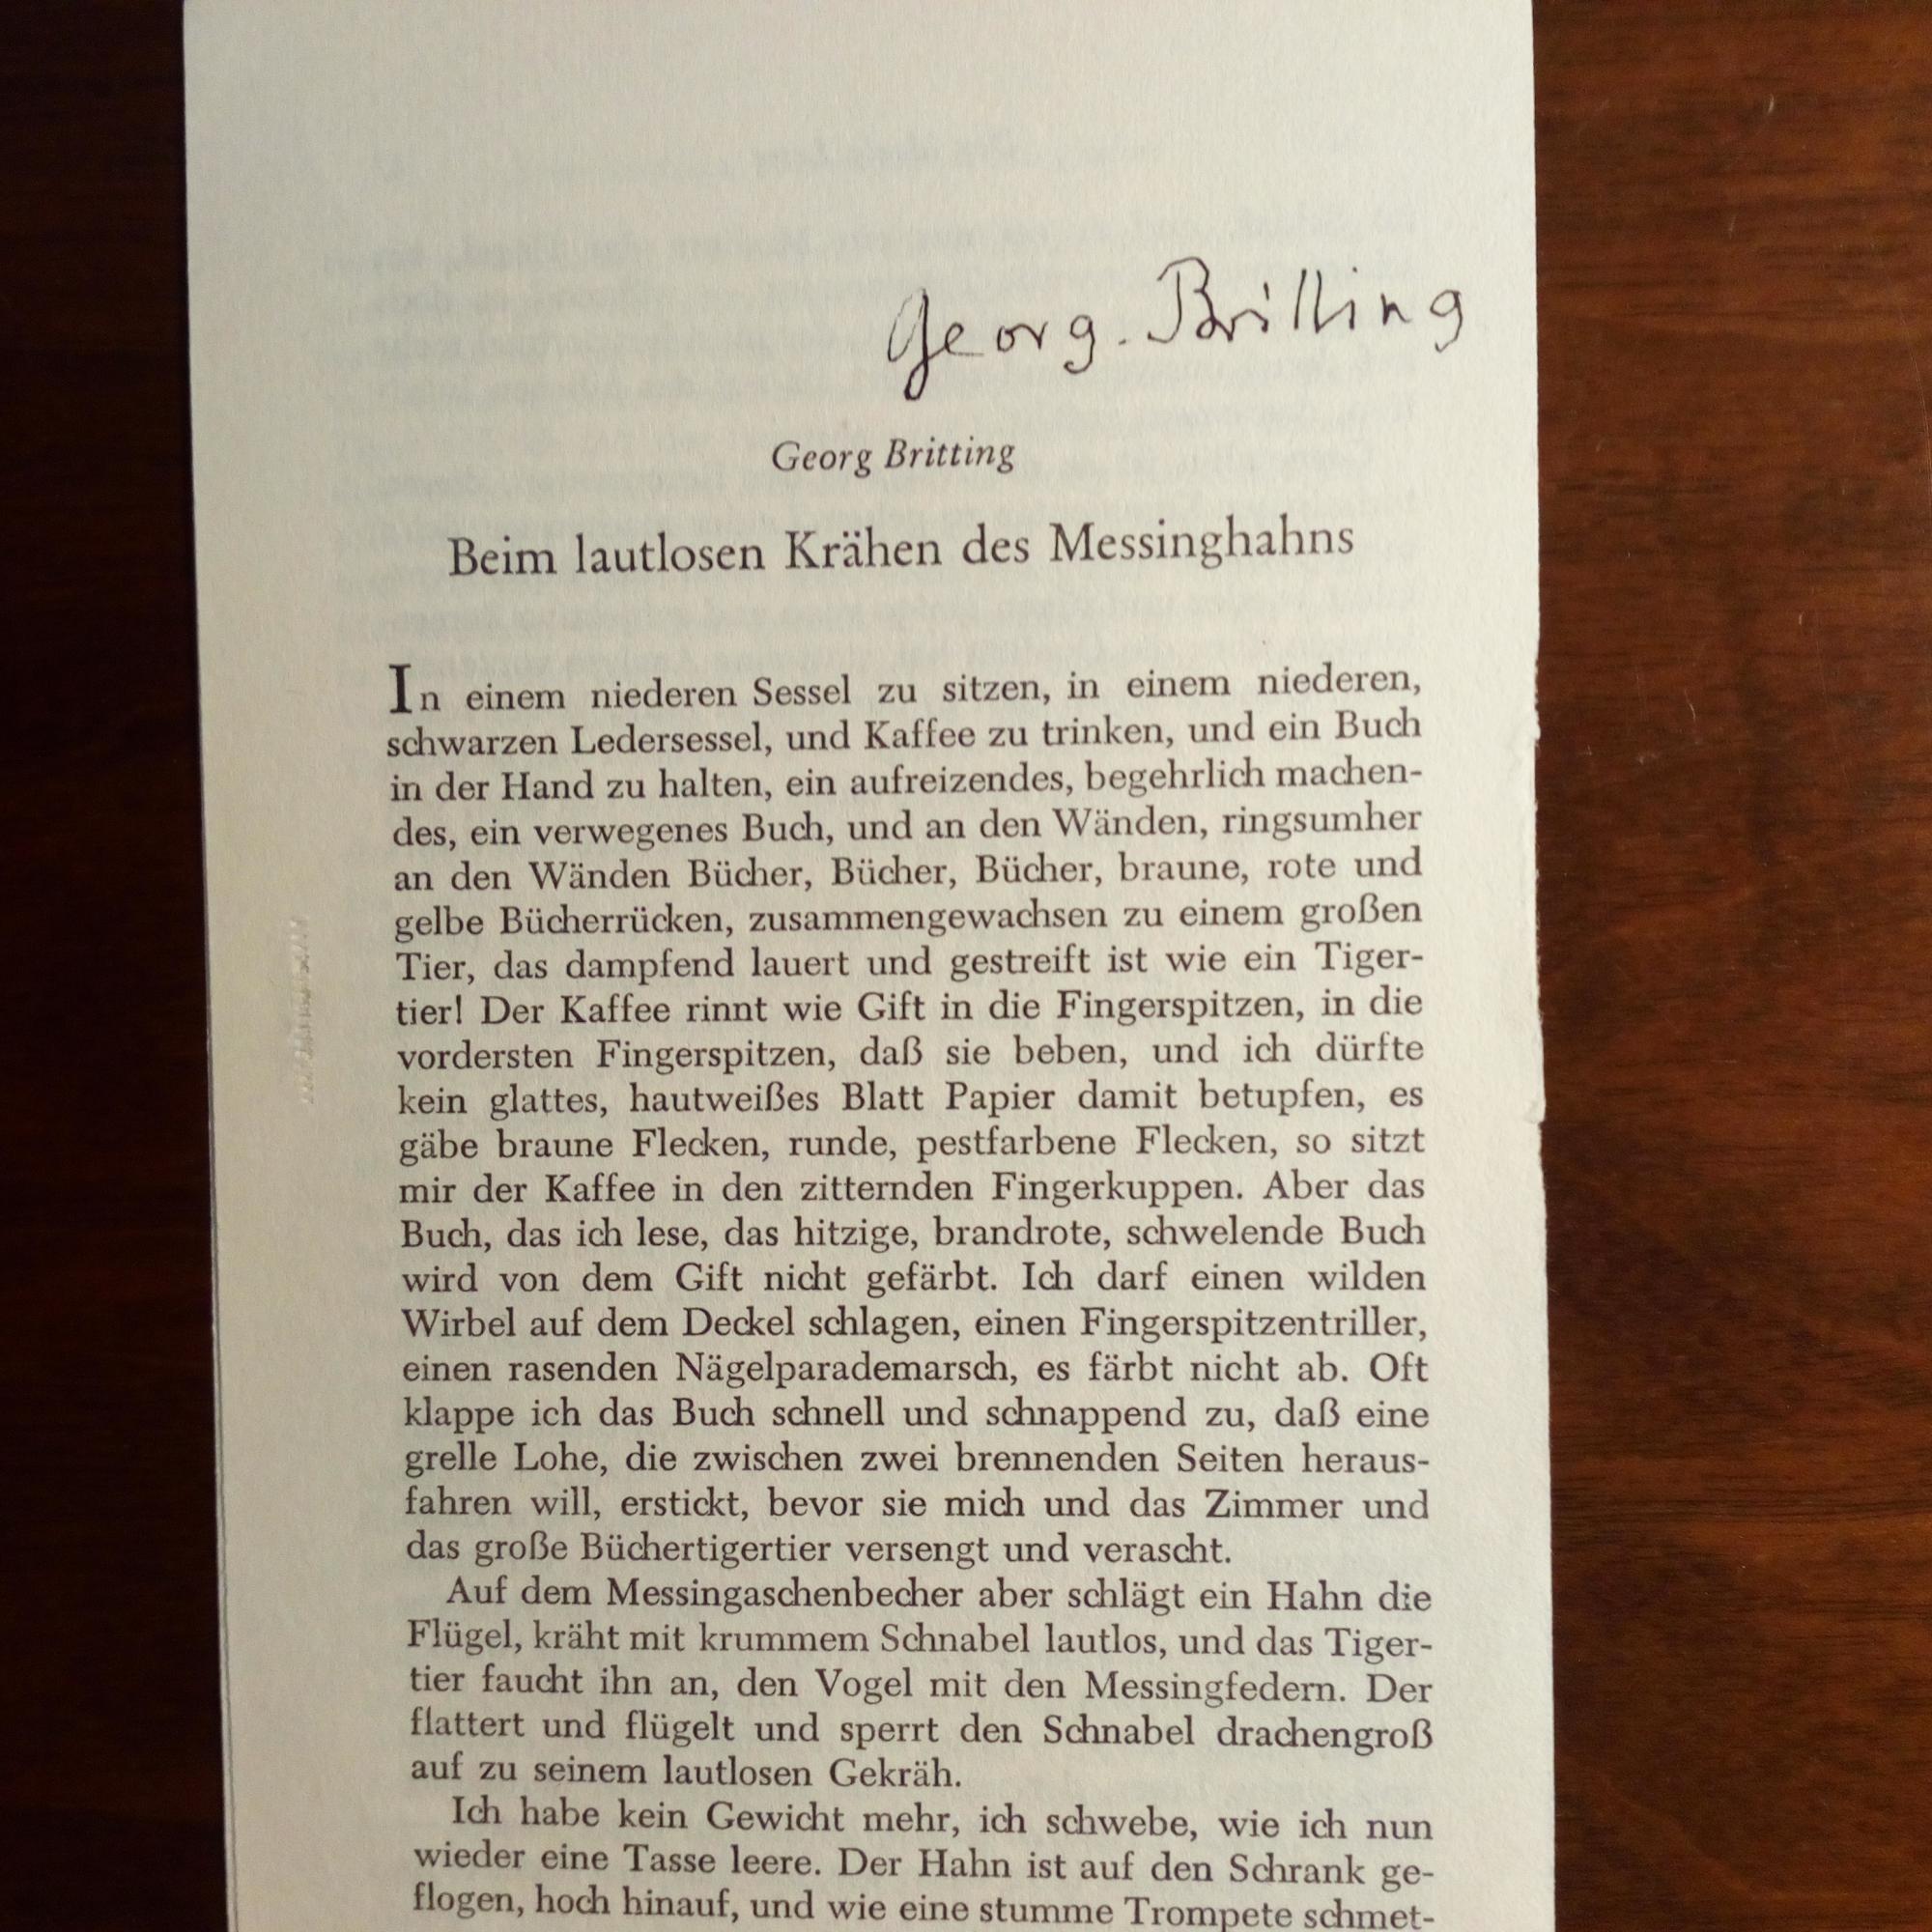 Georg. Britting
Georg Britting
Beim lautlosen Krähen des Messinghahns
In einem niederen Sessel zu sitzen, in einem niederen,
schwarzen Ledersessel, und Kaffee zu trinken, und ein Buch
in der Hand zu halten, ein aufreizendes, begehrlich machen-
des, ein verwegenes Buch, und an den Wänden, ringsumher
an den Wänden Bücher, Bücher, Bücher, braune, rote und
gelbe Bücherrücken, zusammengewachsen zu einem großen
Tier, das dampfend lauert und gestreift ist wie ein Tiger-
tier! Der Kaffee rinnt wie Gift in die Fingerspitzen, in die
vordersten Fingerspitzen, daß sie beben, und ich dürfte
kein glattes, hautweißes Blatt Papier damit betupfen, es
gäbe braune Flecken, runde, pestfarbene Flecken, so sitzt
mir der Kaffee in den zitternden Fingerkuppen. Aber das
Buch, das ich lese, das hitzige, brandrote, schwelende Buch
wird von dem Gift nicht gefärbt. Ich darf einen wilden
Wirbel auf dem Deckel schlagen, einen Fingerspitzentriller,
einen rasenden Nägelparademarsch, es färbt nicht ab. Oft
klappe ich das Buch schnell und schnappend zu, daß eine
grelle Lohe, die zwischen zwei brennenden Seiten heraus-
fahren will, erstickt, bevor sie mich und das Zimmer und
das große Büchertigertier versengt und verascht.
Auf dem Messingaschenbecher aber schlägt ein Hahn die
Flügel, kräht mit krummem Schnabel lautlos, und das Tiger-
tier faucht ihn an, den Vogel mit den Messingfedern. Der
flattert und flügelt und sperrt den Schnabel drachengroß
auf zu seinem lautlosen Gekräh.
Ich habe kein Gewicht mehr, ich schwebe, wie ich nun
wieder eine Tasse leere. Der Hahn ist auf den Schrank ge-
flogen, hoch hinauf, und wie eine stumme Trompete schmet-